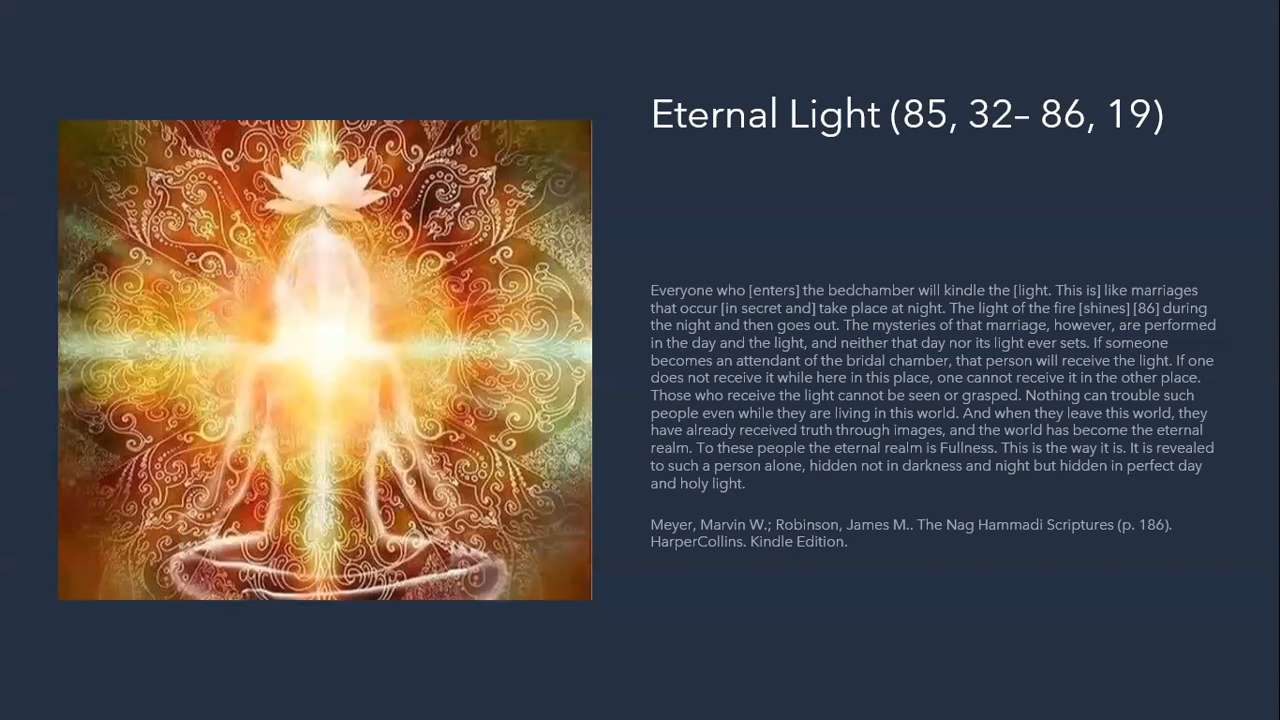 Eternal Light (85, 32– 86, 19)
Everyone who [enters] the bedchamber will kindle the [light. This is] like marriages
that occur [in secret and] take place at night. The light of the fire [shines] [86] during
the night and then goes out. The mysteries of that marriage, however, are performed
in the day and the light, and neither that day nor its light ever sets. If someone
becomes an attendant of the bridal chamber, that person will receive the light. If one
does not receive it while here in this place, one cannot receive it in the other place.
Those who receive the light cannot be seen or grasped. Nothing can trouble such
people even while they are living in this world. And when they leave this world, they
have already received truth through images, and the world has become the eternal
realm. To these people the eternal realm is Fullness. This is the way it is. It is revealed
to such a person alone, hidden not in darkness and night but hidden in perfect day
and holy light.
Meyer, Marvin W.; Robinson, James M.. The Nag Hammadi Scriptures (p. 186).
HarperCollins. Kindle Edition.